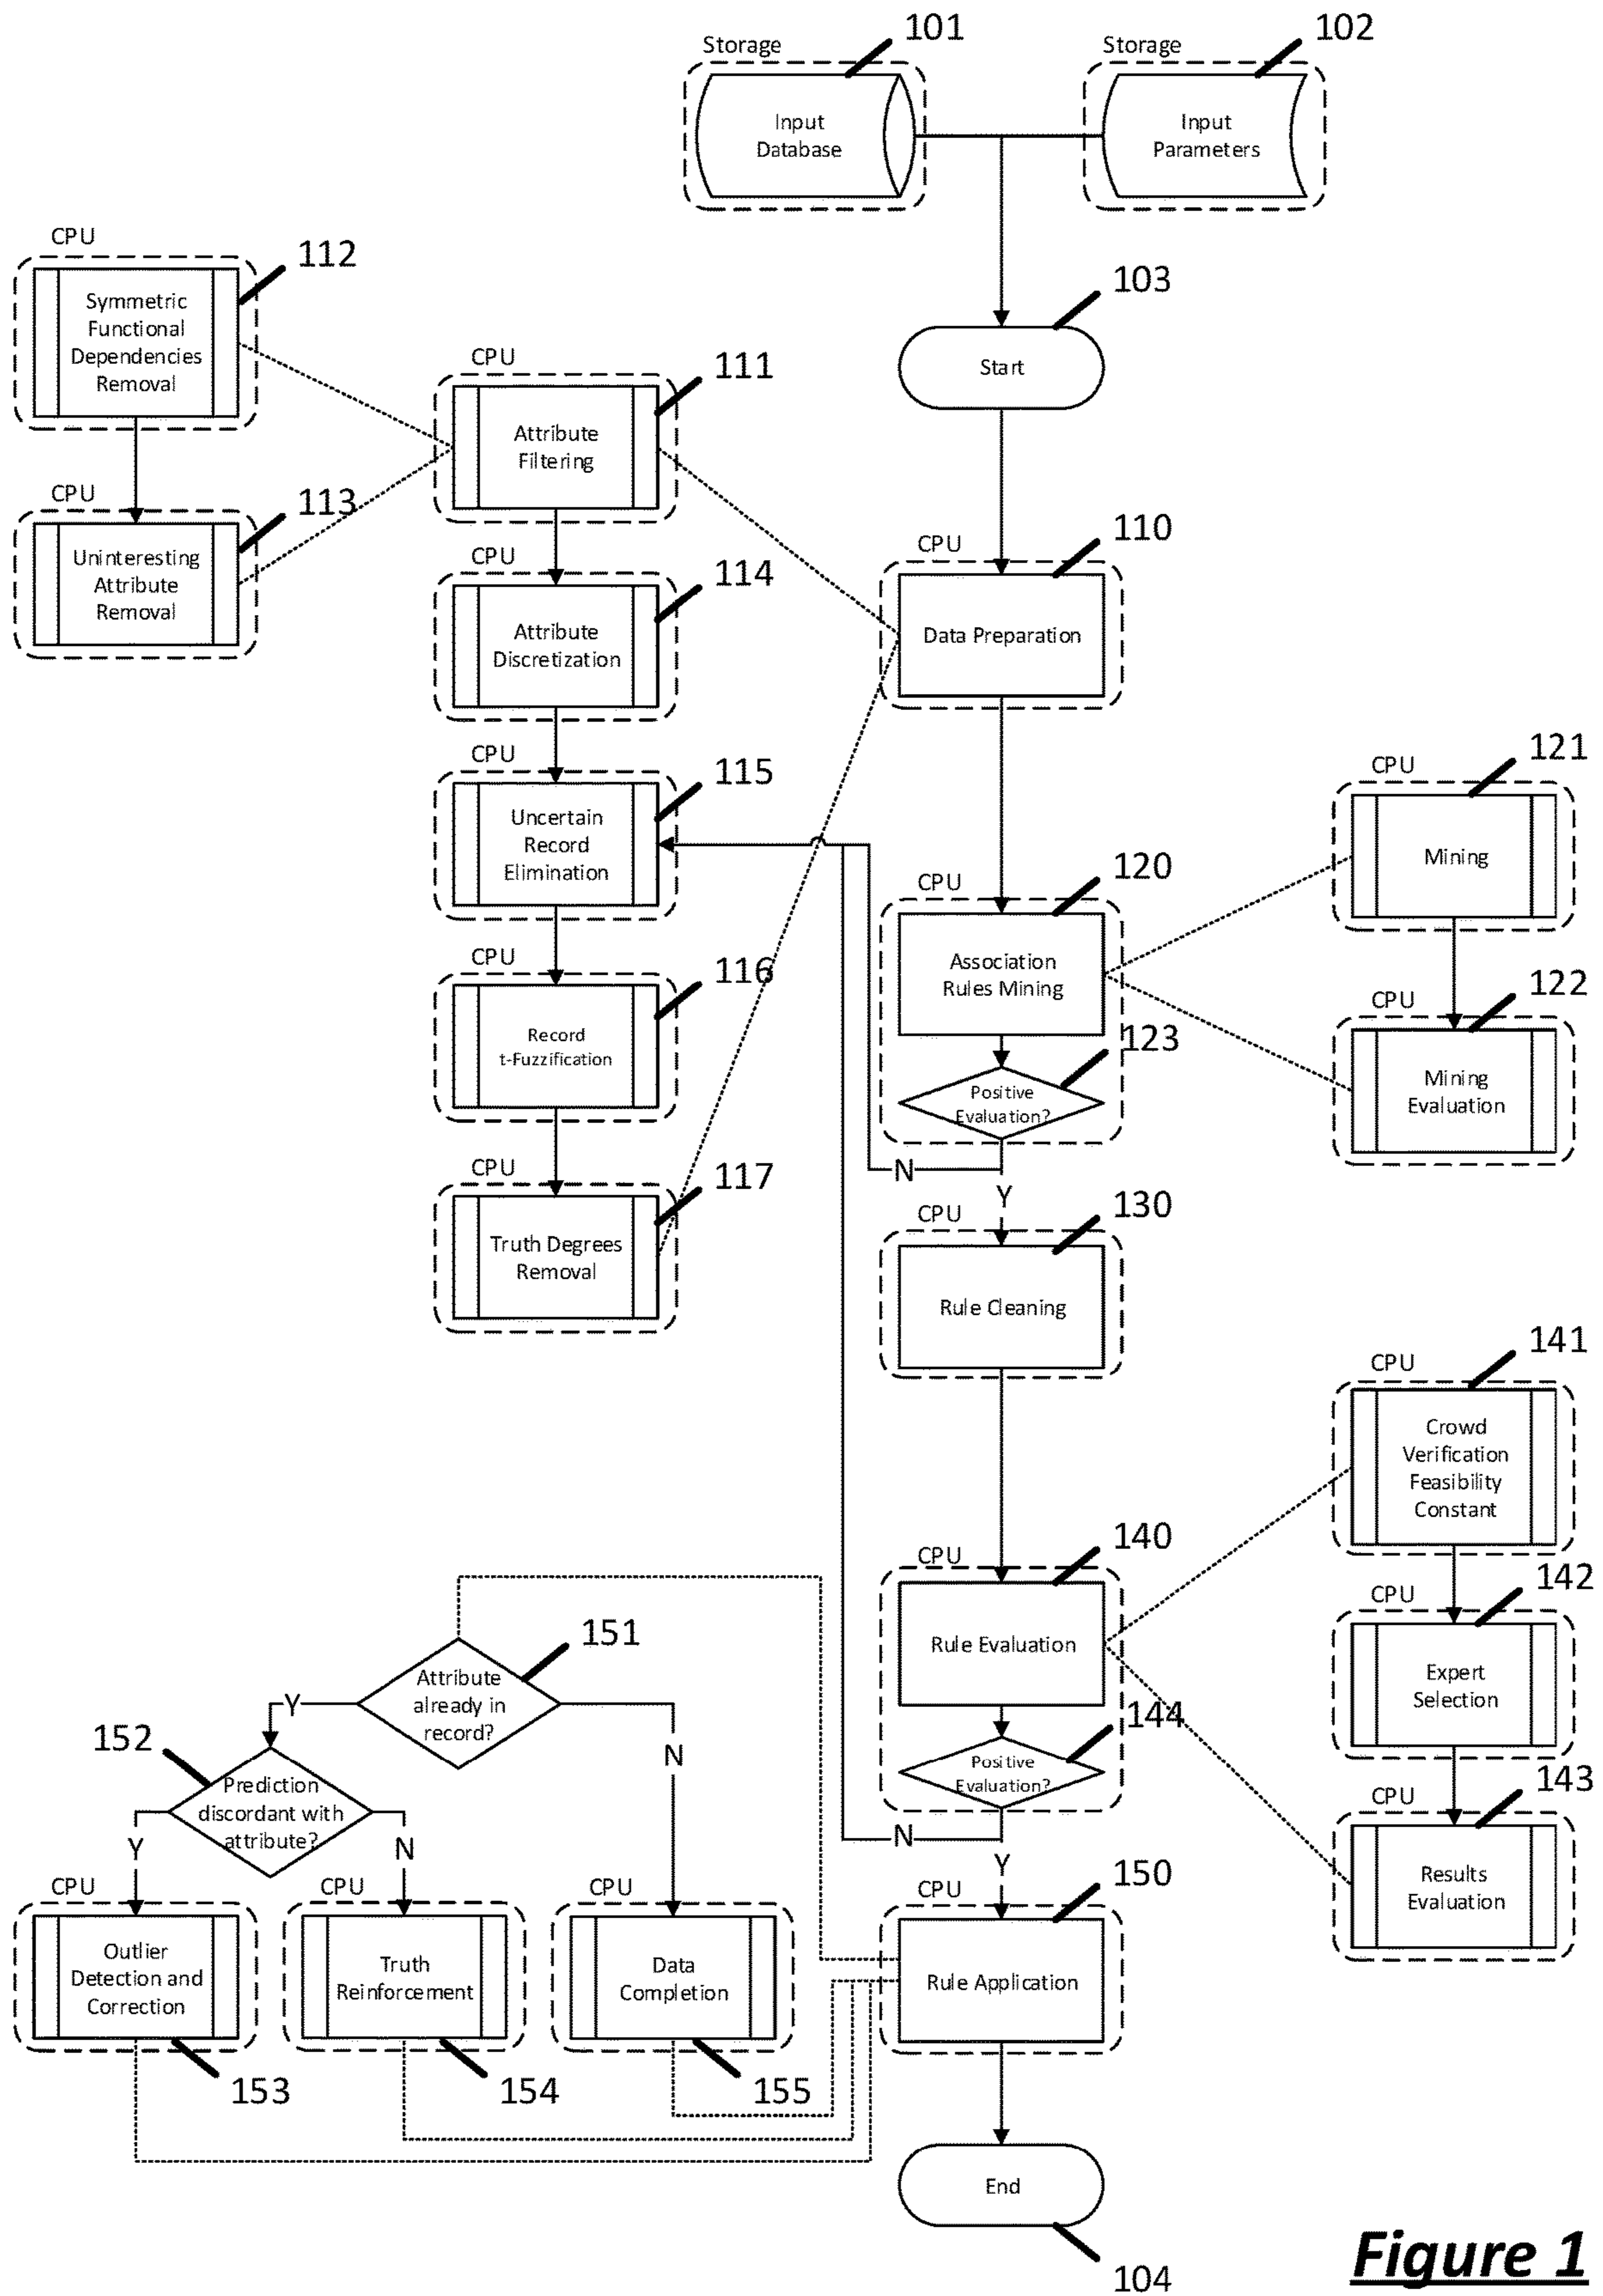 101
Storage
Input
Database
102
Storage
Input
Parameters
103
Start
CPU
112
Symmetric
Functional
Dependencies
Removal
CPU
111
Attribute
Filtering
CPU
113
Uninteresting
Attribute
Removal
CPU
110
Data Preparation
CPU
114
Attribute
Discretization
CPU
115
Uncertain
Record
Elimination
CPU
121
Mining
CPU
120
Association
Rules Mining
CPU
116
Record
t-Fuzzification
CPU
122
Mining
Evaluation
123
Positive
Evaluation?
N
Y
CPU
117
Truth Degrees
Removal
CPU
130
Rule Cleaning
CPU
141
Crowd
Verification
Feasibility
Constant
CPU
140
Rule Evaluation
CPU
142
Expert
Selection
144
Positive
Evaluation?
N
Y
CPU
143
Results
Evaluation
151
Attribute
already in
record?
Y
N
152
Prediction
discordant with
attribute?
Y
N
CPU
Outlier
Detection and
Correction
153
CPU
Truth
Reinforcement
154
CPU
Data
Completion
155
CPU
150
Rule Application
End
104
Figure 1